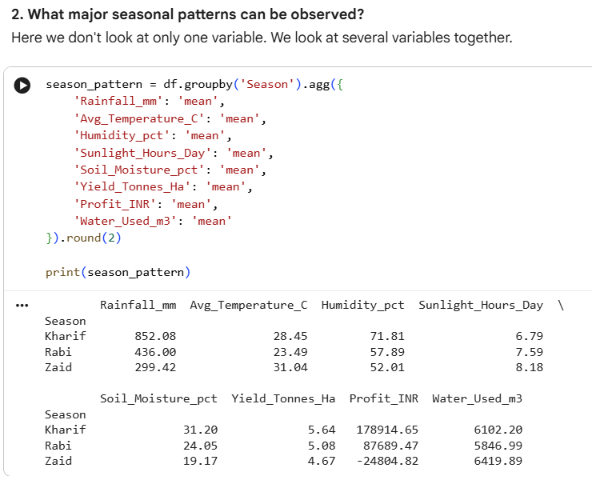 2. What major seasonal patterns can be observed?
Here we don't look at only one variable. We look at several variables together.
season_pattern = df.groupby('Season').agg({
    'Rainfall_mm': 'mean',
    'Avg_Temperature_C': 'mean',
    'Humidity_pct': 'mean',
    'Sunlight_Hours_Day': 'mean',
    'Soil_Moisture_pct': 'mean',
    'Yield_Tonnes_Ha': 'mean',
    'Profit_INR': 'mean',
    'Water_Used_m3': 'mean'
}).round(2)
print(season_pattern)
        Rainfall_mm  Avg_Temperature_C  Humidity_pct  Sunlight_Hours_Day  \
Season
Kharif       852.08              28.45         71.81                6.79
Rabi         436.00              23.49         57.89                7.59
Zaid         299.42              31.04         52.01                8.18
        Soil_Moisture_pct  Yield_Tonnes_Ha  Profit_INR  Water_Used_m3
Season
Kharif              31.20             5.64   178914.65        6102.20
Rabi                24.05             5.08    87689.47        5846.99
Zaid                19.17             4.67   -24804.82        6419.89